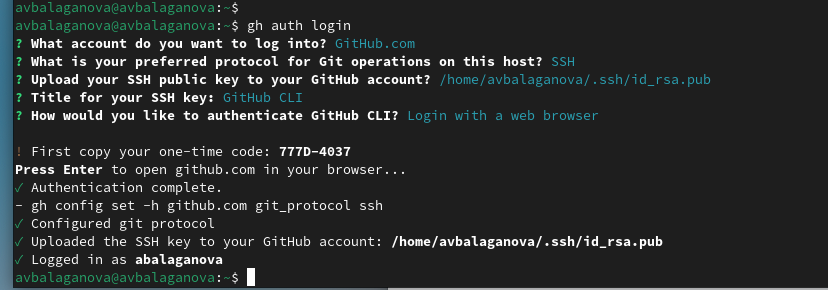 avbalaganova@avbalaganova:~$
avbalaganova@avbalaganova:~$ gh auth login
? What account do you want to log into? GitHub.com
? What is your preferred protocol for Git operations on this host? SSH
? Upload your SSH public key to your GitHub account? /home/avbalaganova/.ssh/id_rsa.pub
? Title for your SSH key: GitHub CLI
? How would you like to authenticate GitHub CLI? Login with a web browser
! First copy your one-time code: 777D-4037
Press Enter to open github.com in your browser...
✓ Authentication complete.
- gh config set -h github.com git_protocol ssh
✓ Configured git protocol
✓ Uploaded the SSH key to your GitHub account: /home/avbalaganova/.ssh/id_rsa.pub
✓ Logged in as abalaganova
avbalaganova@avbalaganova:~$